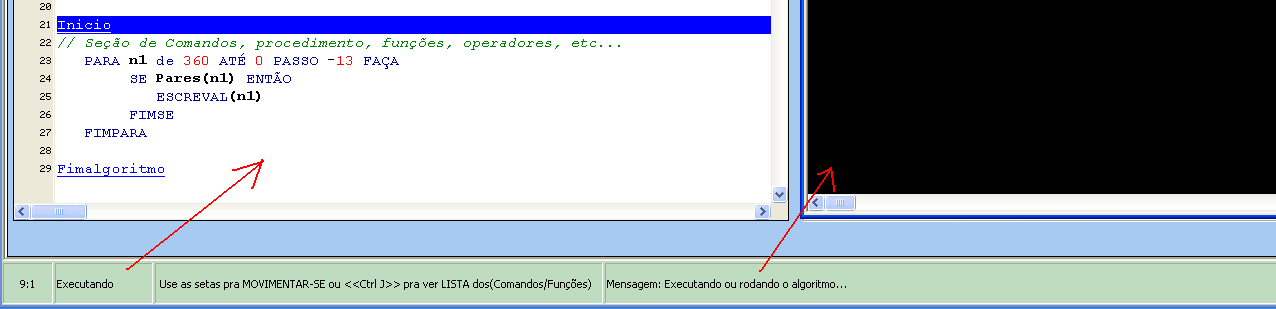 20
21 Inicio
22 // Seção de Comandos, procedimento, funções, operadores, etc...
23 PARA n1 de 360 ATÉ 0 PASSO -13 FAÇA
24 SE Pares(n1) ENTÃO
25 ESCREVAL(n1)
26 FIMSE
27 FIMPARA
28
29 Fimalgoritmo
9:1 Executando Use as setas pra MOVIMENTAR-SE ou <<Ctrl J>> pra ver LISTA dos(Comandos/Funções) Mensagem: Executando ou rodando o algoritmo...